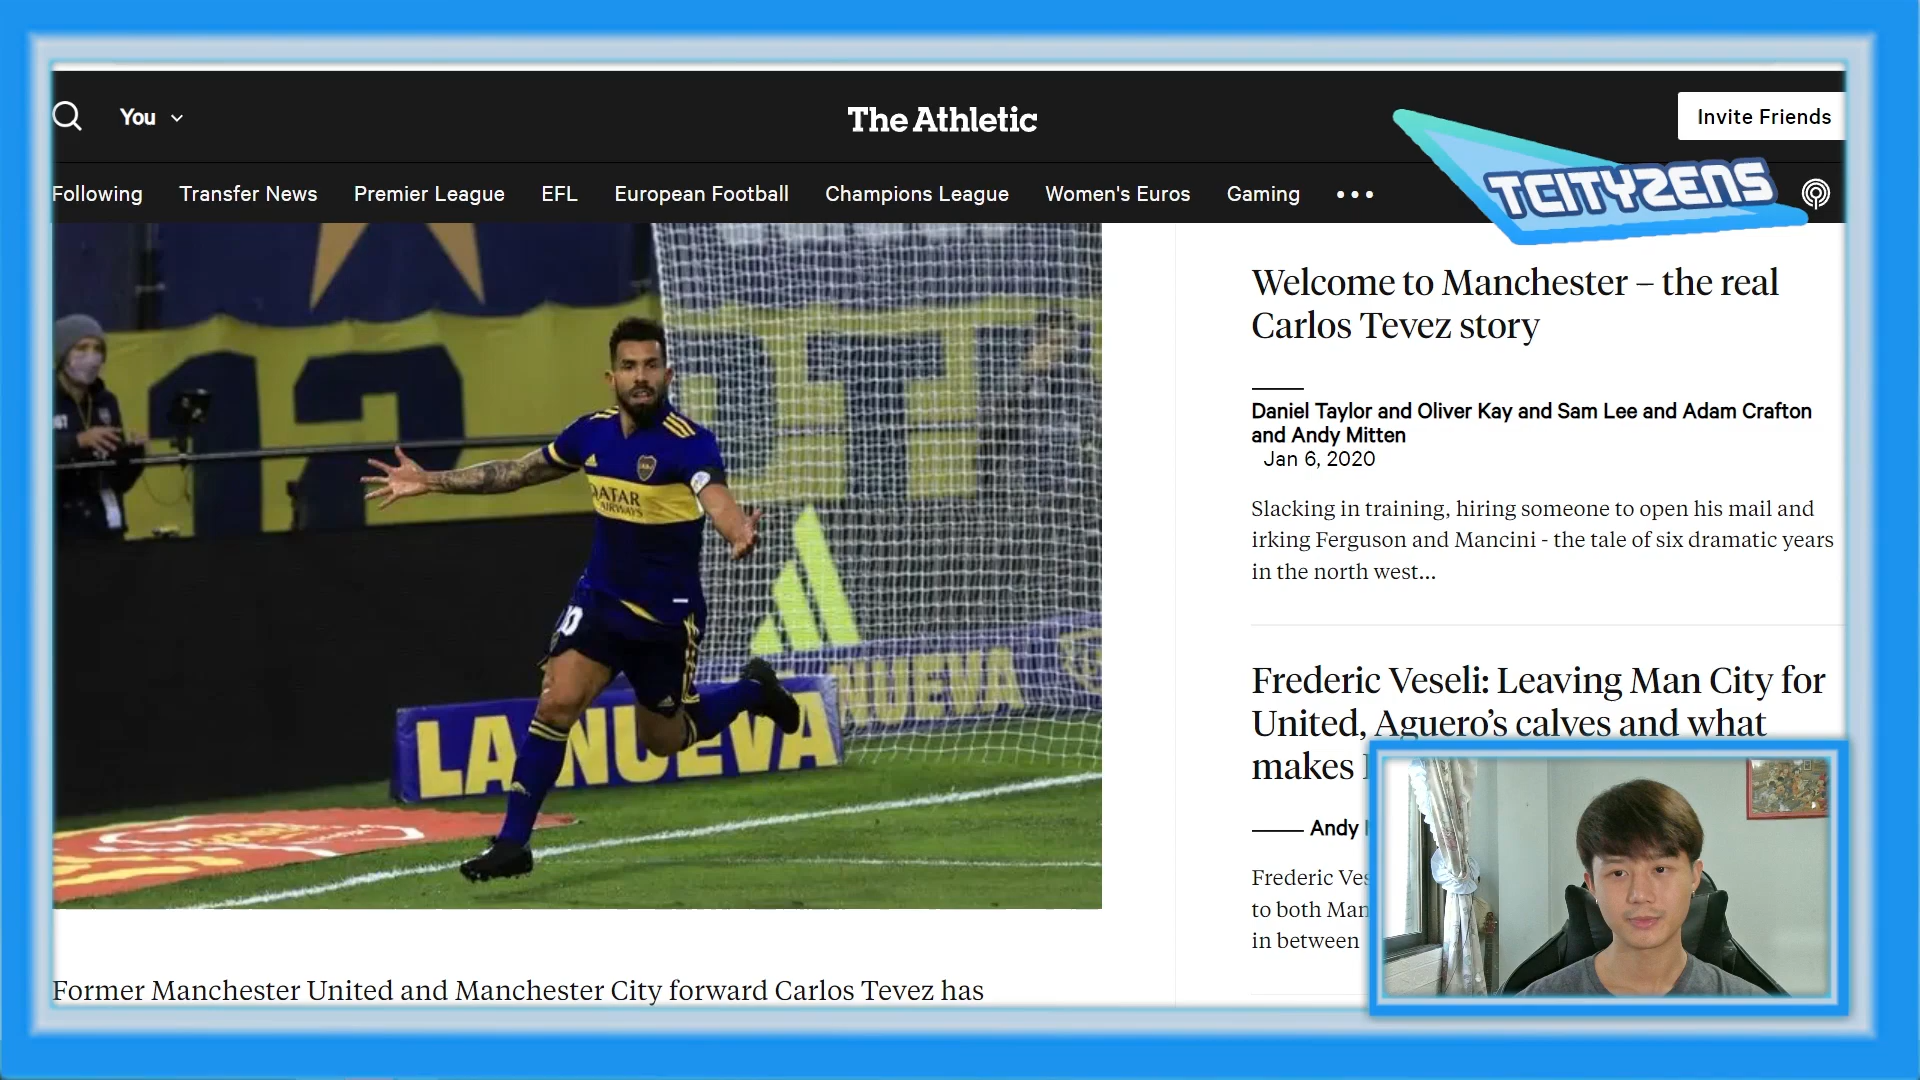 You
The Athletic
Invite Friends
Following
Transfer News
Premier League
EFL
European Football
Champions League
Women's Euros
Gaming
TCITYZENS
12
QATAR
AIRWAYS
10
LA NUEVA
NUEVA
Welcome to Manchester – the real
Carlos Tevez story
Daniel Taylor and Oliver Kay and Sam Lee and Adam Crafton
and Andy Mitten
Jan 6, 2020
Slacking in training, hiring someone to open his mail and
irking Ferguson and Mancini - the tale of six dramatic years
in the north west...
Frederic Veseli: Leaving Man City for
United, Aguero’s calves and what
makes
Andy
Frederic Ves
to both Man
in between
Former Manchester United and Manchester City forward Carlos Tevez has